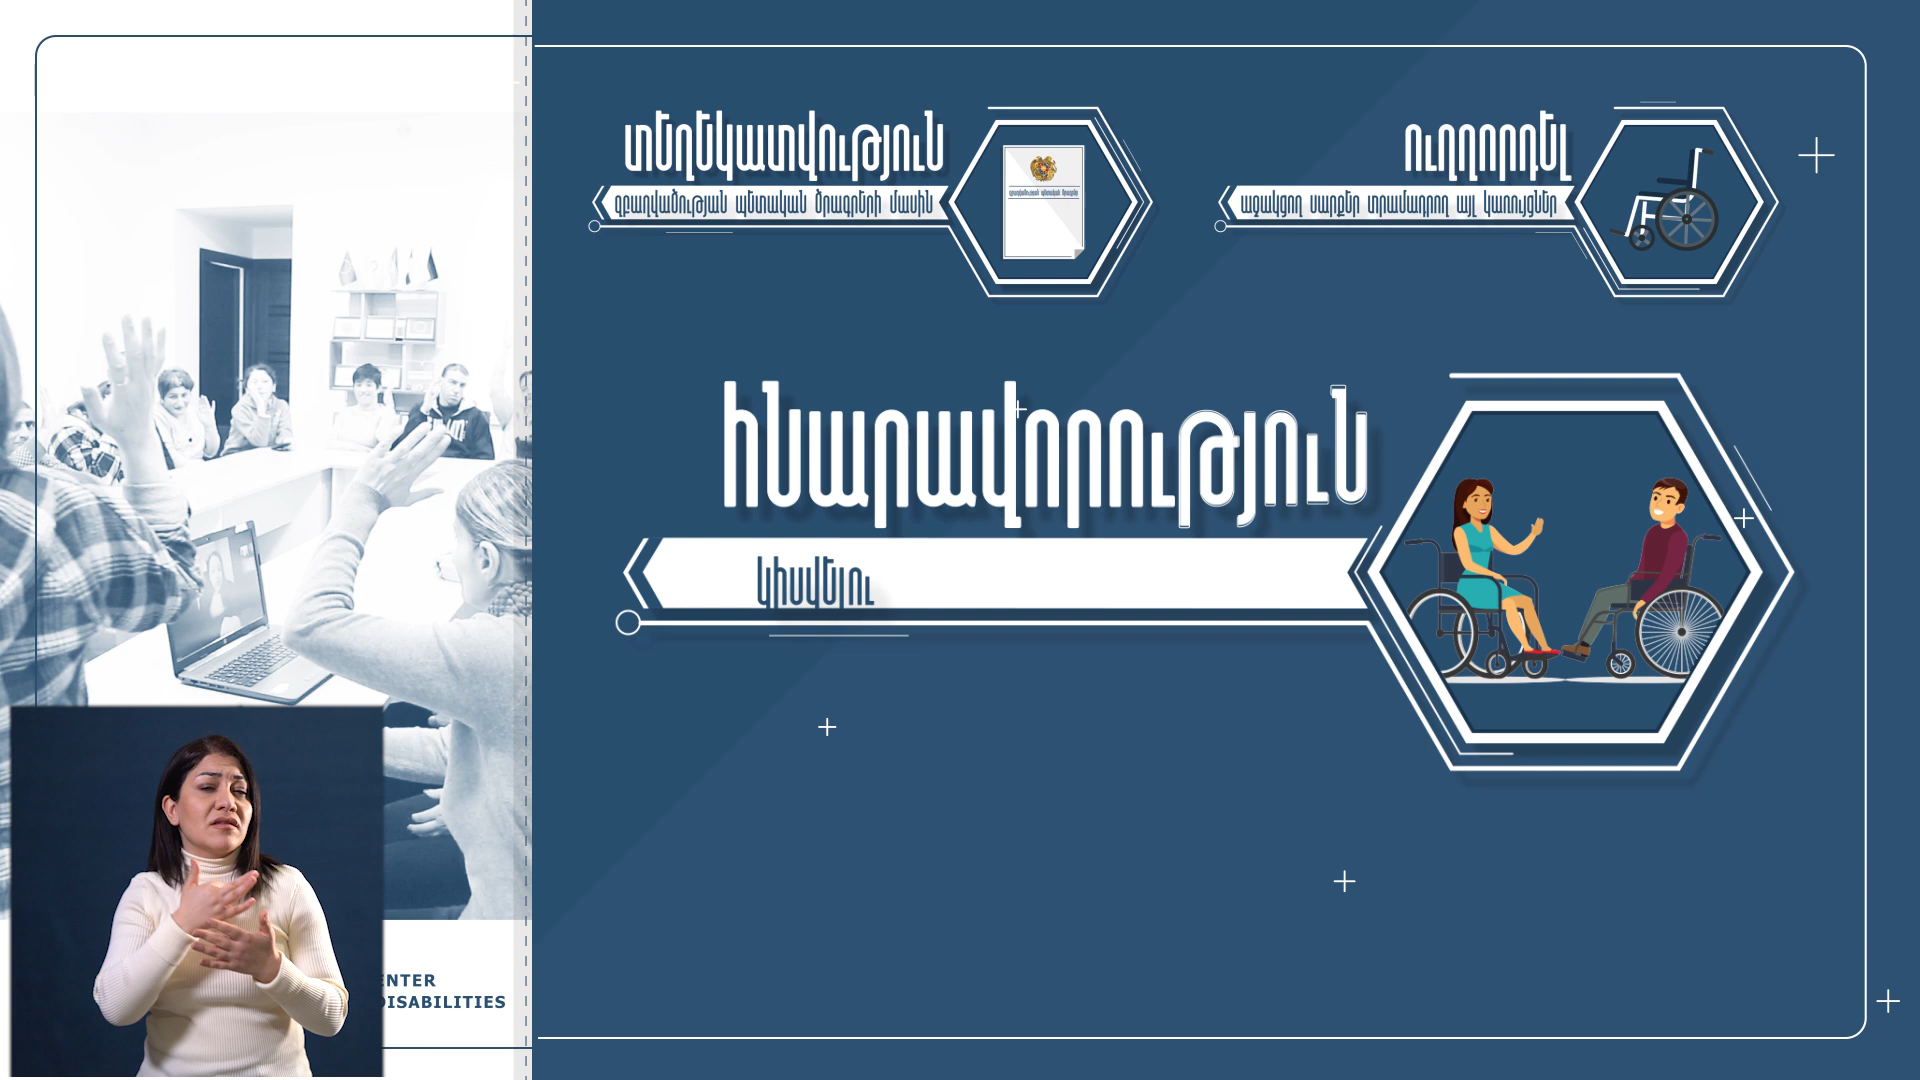 տեղեկատվություն
զբաղվածության պետական ծրագրերի մասին
ուղղորդել
աջակցող սարքեր տրամադրող այլ կառույցներ
հնարավորություն
կիսվելու
ENTER
DISABILITIES